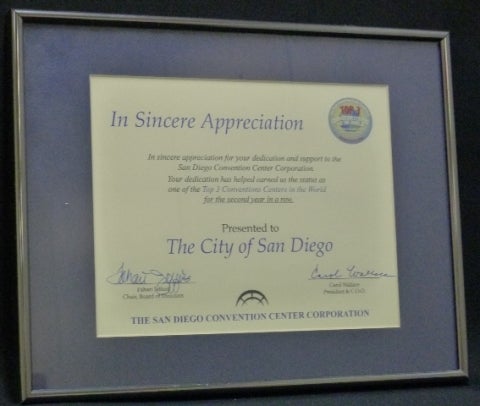 In Sincere Appreciation
In sincere appreciation for your dedication and support to the
San Diego Convention Center Corporation.
Your dedication has helped earned us the status as
one of the Top 3 Conventions Centers in the World
for the second year in a row.
Presented to
The City of San Diego
Carol Wallace
Chair, Board of Directors
Carol Wallace
President & C.O.O.
THE SAN DIEGO CONVENTION CENTER CORPORATION